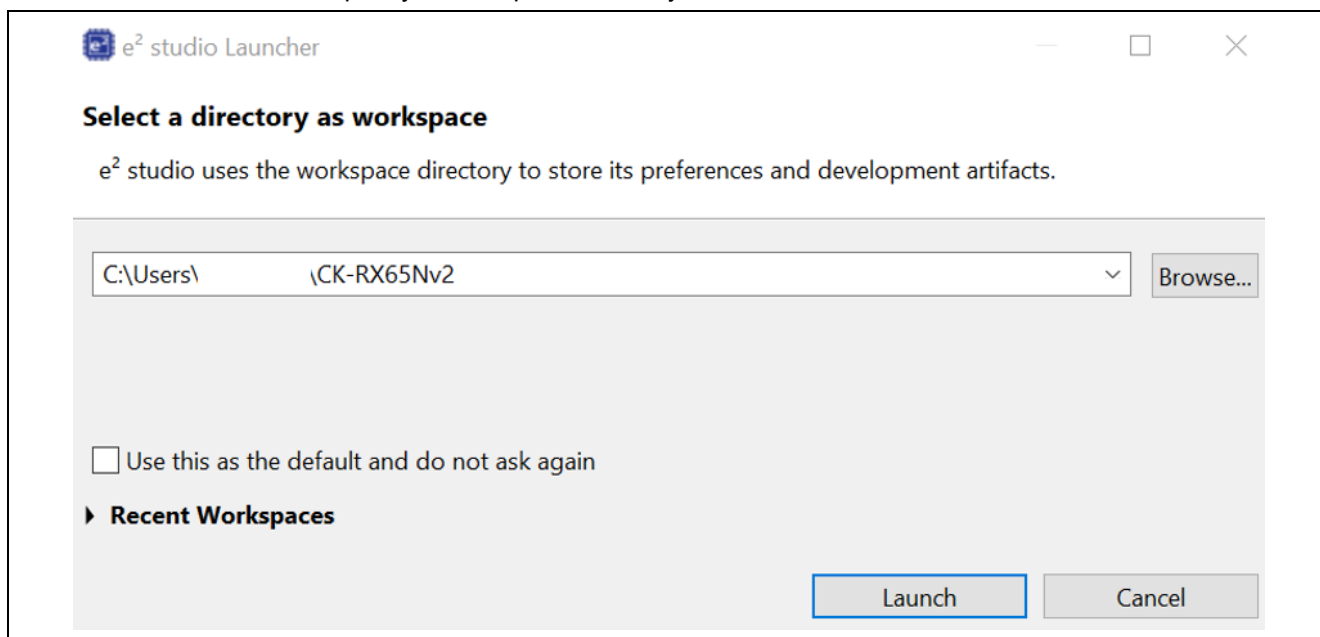 e² studio Launcher
Select a directory as workspace
e² studio uses the workspace directory to store its preferences and development artifacts.
C:\Users\ \CK-RX65Nv2
Browse...
Use this as the default and do not ask again
Recent Workspaces
Launch Cancel